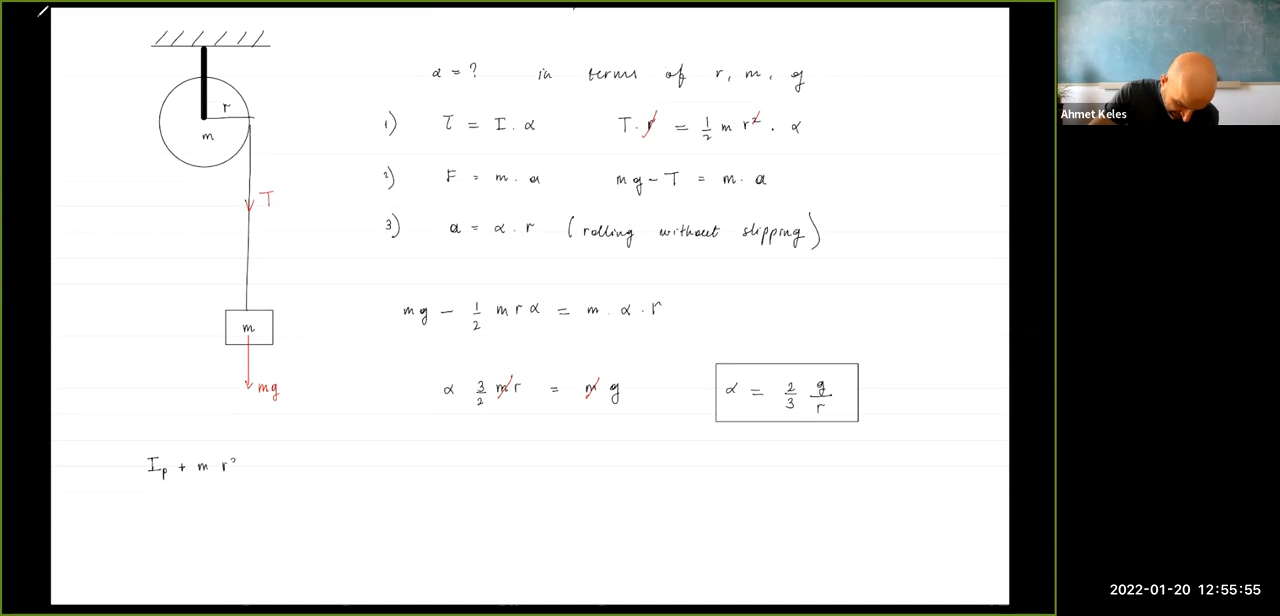 α = ? in terms of r, m, g
r
m
1) τ = I . α T . r = 1/2 m r² . α
2) F = m . a mg - T = m . a
T
3) a = α . r (rolling without slipping)
mg - 1/2 m r α = m . α . r
m
mg
α 3/2 m r = m g α = 2/3 g/r
I_p + m r²
Ahmet Keles
2022-01-20 12:55:55